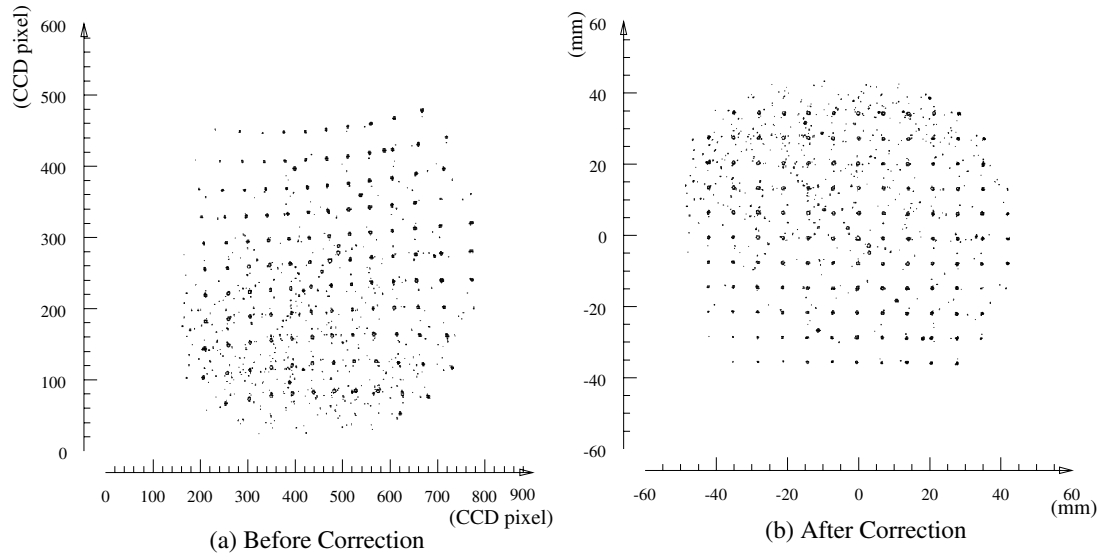 600
(CCD pixel)
500
400
300
200
100
0
0 100 200 300 400 500 600 700 800 900
(CCD pixel)
(a) Before Correction
60
(mm)
40
20
0
-20
-40
-60
-60 -40 -20 0 20 40 60
(mm)
(b) After Correction